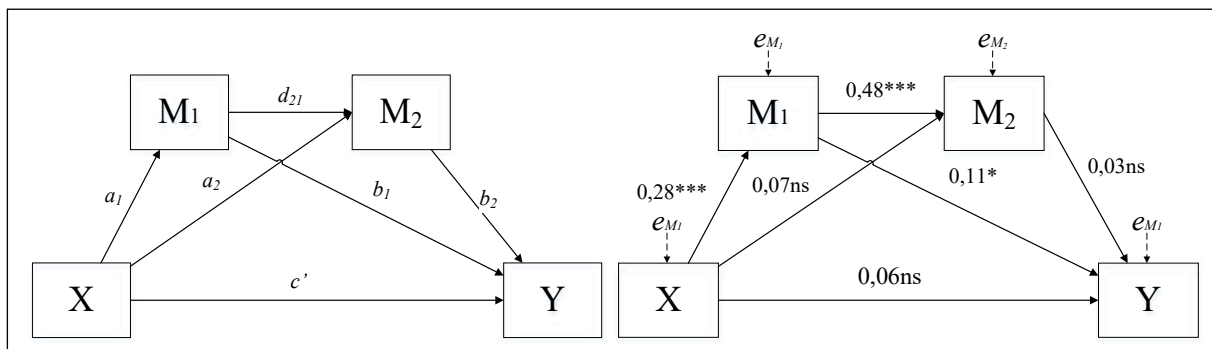 M1
d21
M2
a1
a2
b1
b2
X
c’
Y
eM1
eM2
M1
0,48***
M2
0,28***
0,07ns
0,11*
0,03ns
eM1
eM1
X
0,06ns
Y